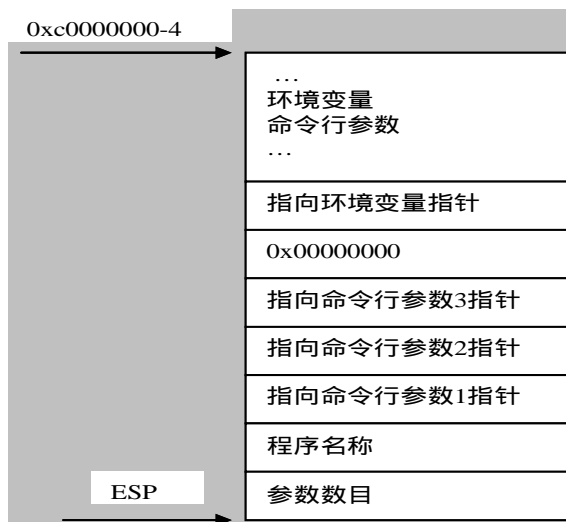 0xc0000000-4
…
环境变量
命令行参数
…
指向环境变量指针
0x00000000
指向命令行参数3指针
指向命令行参数2指针
指向命令行参数1指针
程序名称
ESP
参数数目